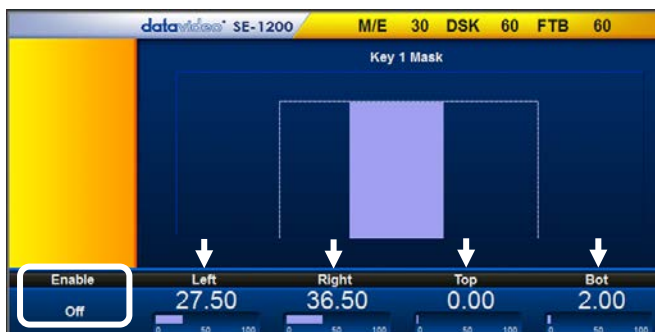 datavideo SE-1200 M/E 30 DSK 60 FTB 60
Key 1 Mask
Enable Left Right Top Bot
Off 27.50 36.50 0.00 2.00
0 50 100 0 50 100 0 50 100 0 50 100